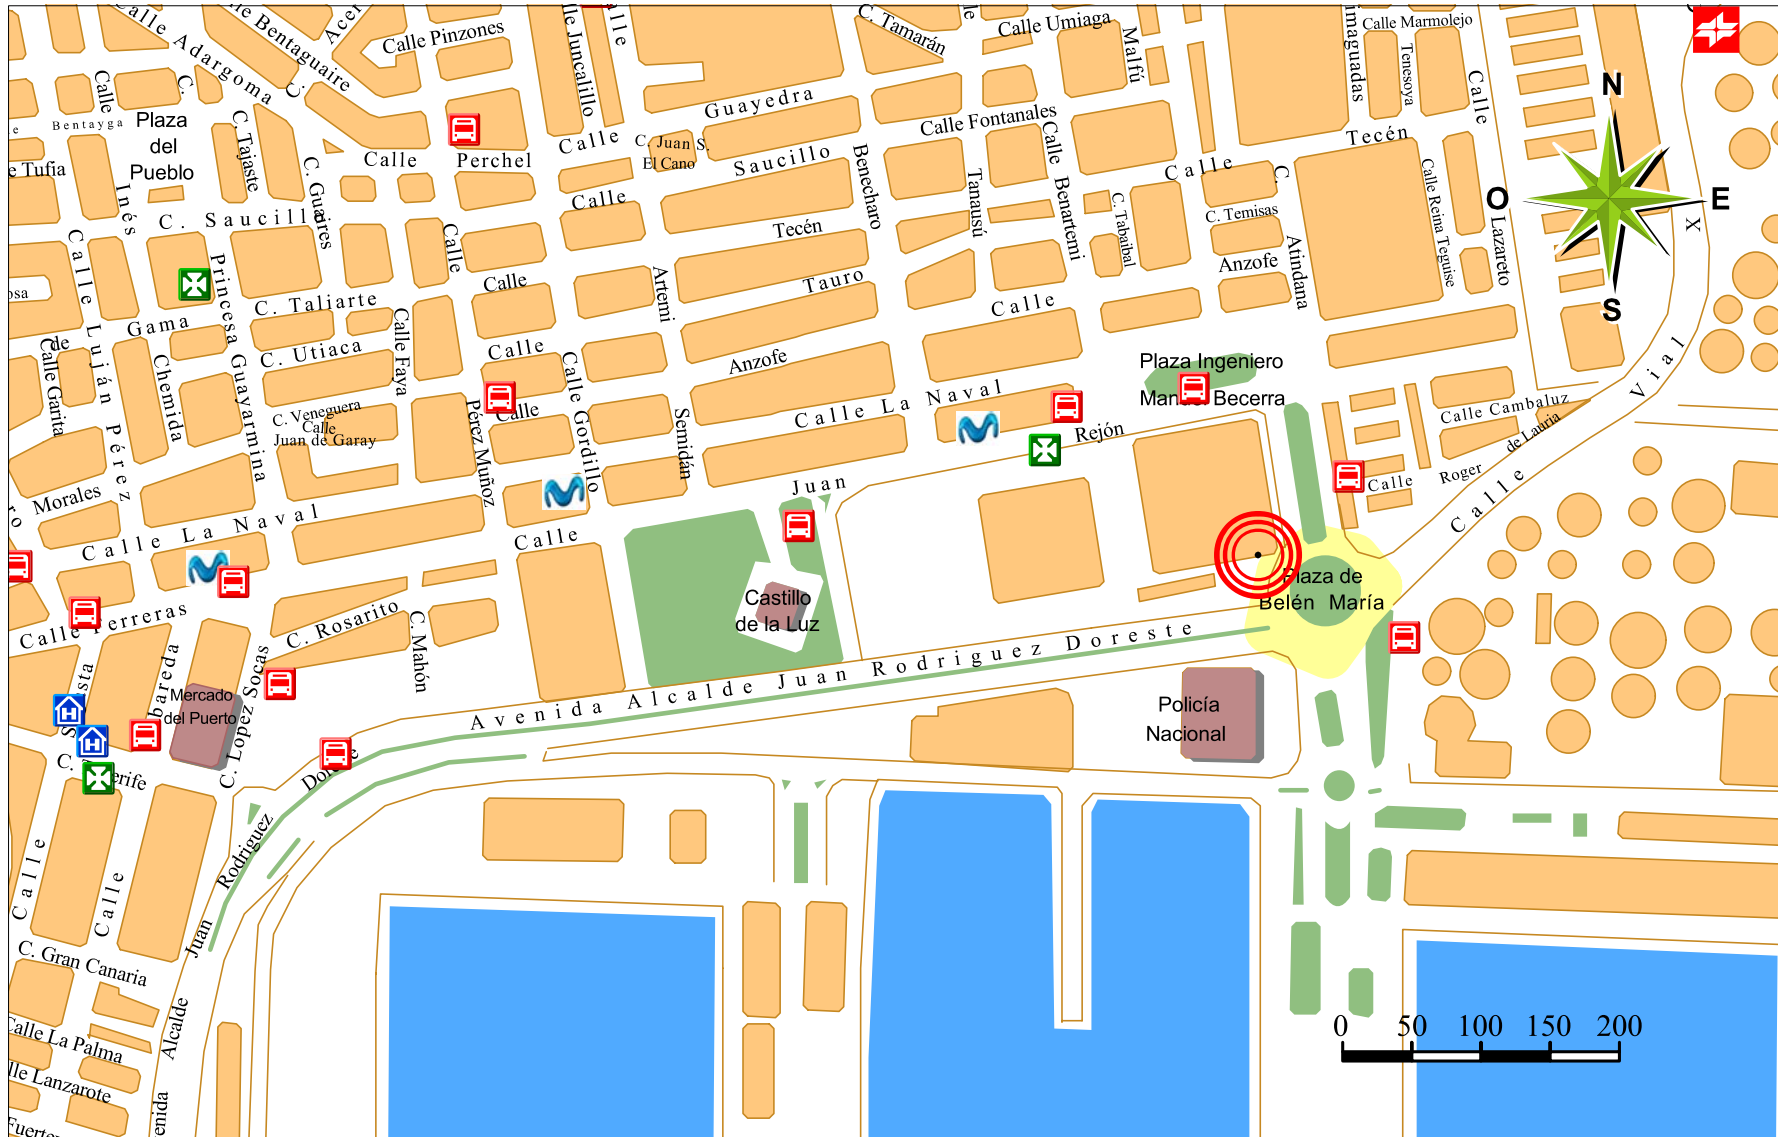 Calle Adargoma
Calle Bentaguaire
Calle Pinzones
Calle Juncalillo
C. Tamarán
Calle Umiaga
Malfú
Calle Marmolejo
Tenesoya
Calle
N
Calle
C.
C.
Bentayga
Plaza
del
Pueblo
C. Tajaste
Calle Perchel
Calle Guayedra
C. Juan S.
El Cano
Calle Saucillo
Benecharo
Calle Fontanales
Calle Benartemi
Tanausú
Calle Tecén
C. Tabaibal
C. Temisas
C.
Atindana
Anzofe
Calle Reina Teguise
Lazareto
O
E
S
X
e Tufia
Inés
C. Saucillo
C. Guaires
Calle
Calle
Tecén
Tauro
Artemi
Calle
Princesa Guayarmina
C. Taliarte
Gama
de
Calle Garita
Calle Luján Pérez
Chemida
C. Utiaca
Calle Faya
Calle
Anzofe
Calle
Calle Gordillo
Semidán
Calle La Naval
Rejón
Plaza Ingeniero
Manuel Becerra
Calle Cambaluz
Roger de Lauria
Calle
Calle Vial
C. Veneguera
Calle
Juan de Garay
Pérez Muñoz
Calle
Juan
Morales
Calle La Naval
Calle
Calle Ferreras
C. Rosarito
C. Mahón
Castillo
de la Luz
Plaza de
Belén María
Avenida Alcalde Juan Rodriguez Doreste
Policía
Nacional
Mercado
del Puerto
C. Lopez Socas
Doreste
Rodriguez
Juan
Alcalde
Calle
Calle
C. Gran Canaria
Calle La Palma
lle Lanzarote
0 50 100 150 200